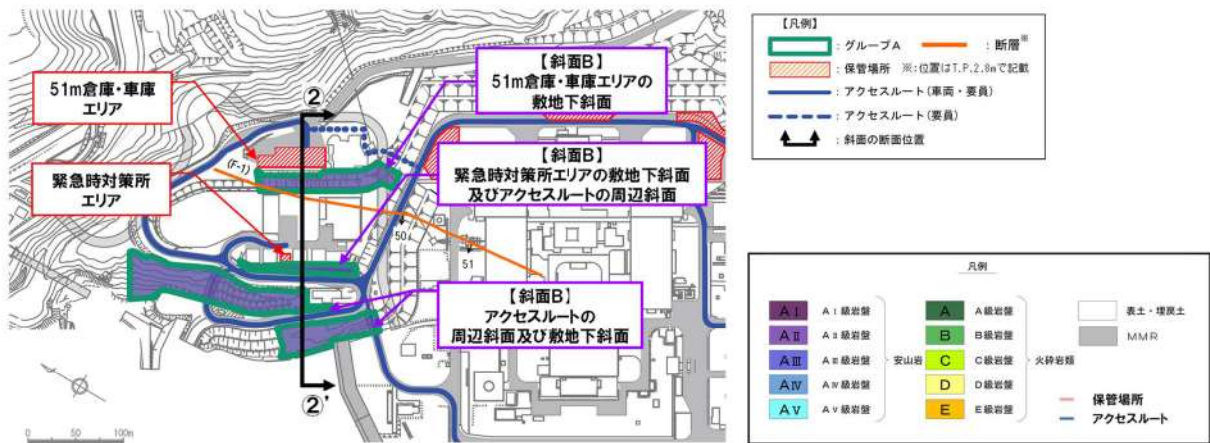 51m倉庫・車庫
エリア
緊急時対策所
エリア
【斜面B】
51m倉庫・車庫エリアの
敷地下斜面
【斜面B】
緊急時対策所エリアの敷地下斜面
及びアクセスルートの周辺斜面
【斜面B】
アクセスルートの
周辺斜面及び敷地下斜面
②
②'
(F-1)
50
51
0 50 100m
【凡例】
：グループA
：断層※
：保管場所 ※：位置はT.P.2.8mで記載
：アクセスルート（車両・要員）
：アクセスルート（要員）
：斜面の断面位置
凡例
AⅠ AⅠ級岩盤
AⅡ AⅡ級岩盤
AⅢ AⅢ級岩盤
AⅣ AⅣ級岩盤
AⅤ AⅤ級岩盤
安山岩
A A級岩盤
B B級岩盤
C C級岩盤
D D級岩盤
E E級岩盤
火砕岩類
表土・埋戻土
MMR
保管場所
アクセスルート